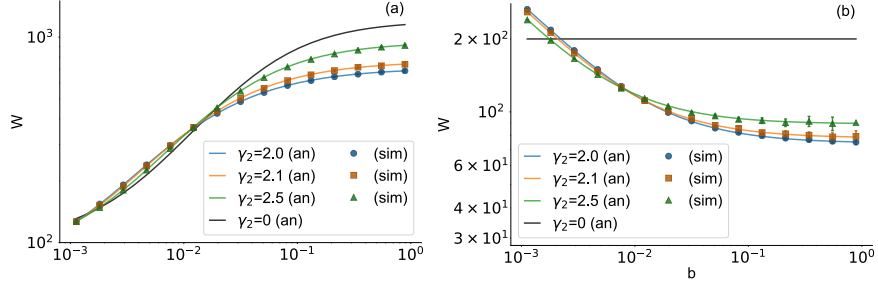 (a)
10³
W
10²
γ₂=2.0 (an) (sim)
γ₂=2.1 (an) (sim)
γ₂=2.5 (an) (sim)
γ₂=0 (an)
10⁻³ 10⁻² 10⁻¹ 10⁰
(b)
2 × 10²
W
10²
6 × 10¹
4 × 10¹
3 × 10¹
γ₂=2.0 (an) (sim)
γ₂=2.1 (an) (sim)
γ₂=2.5 (an) (sim)
γ₂=0 (an)
10⁻³ 10⁻² 10⁻¹ 10⁰
b